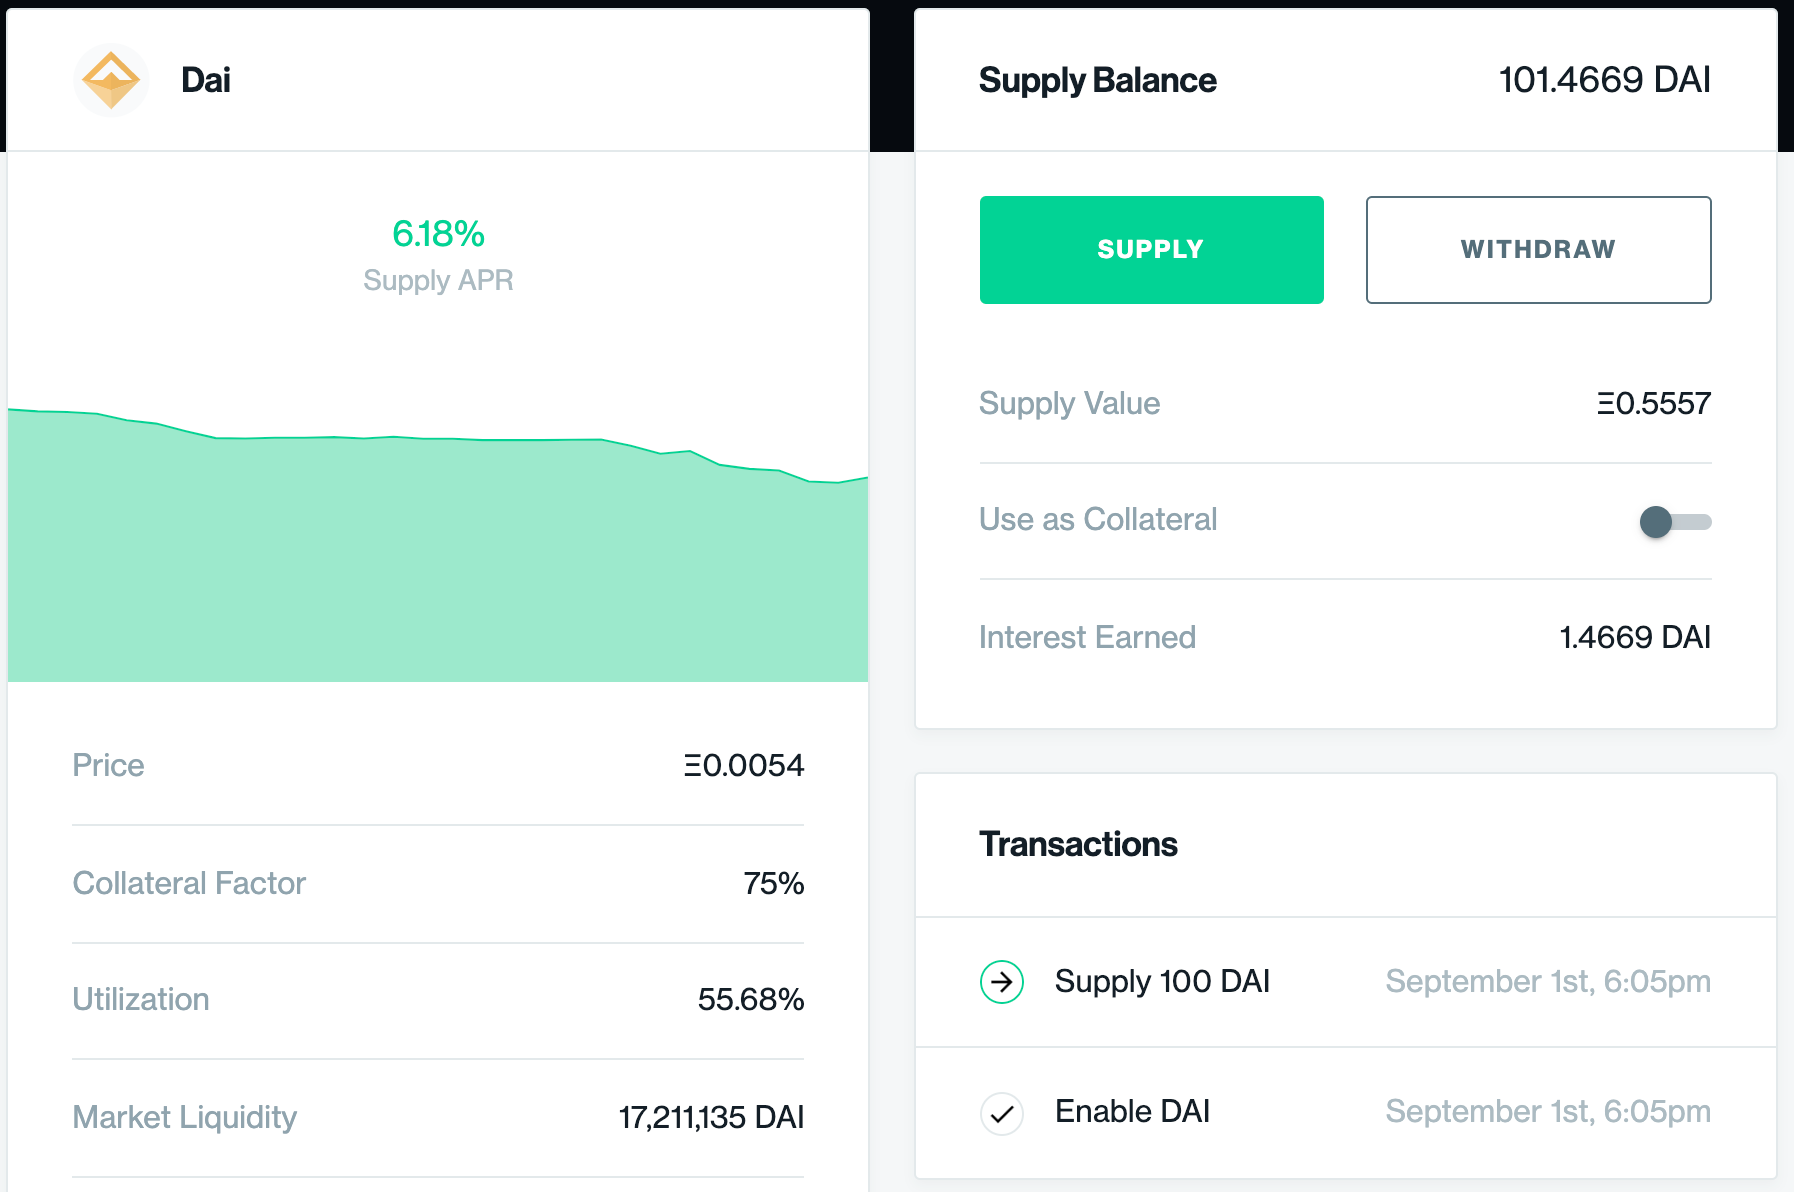 Dai
6.18%
Supply APR
Price Ξ0.0054
Collateral Factor 75%
Utilization 55.68%
Market Liquidity 17,211,135 DAI
Supply Balance 101.4669 DAI
SUPPLY WITHDRAW
Supply Value Ξ0.5557
Use as Collateral
Interest Earned 1.4669 DAI
Transactions
Supply 100 DAI September 1st, 6:05pm
Enable DAI September 1st, 6:05pm